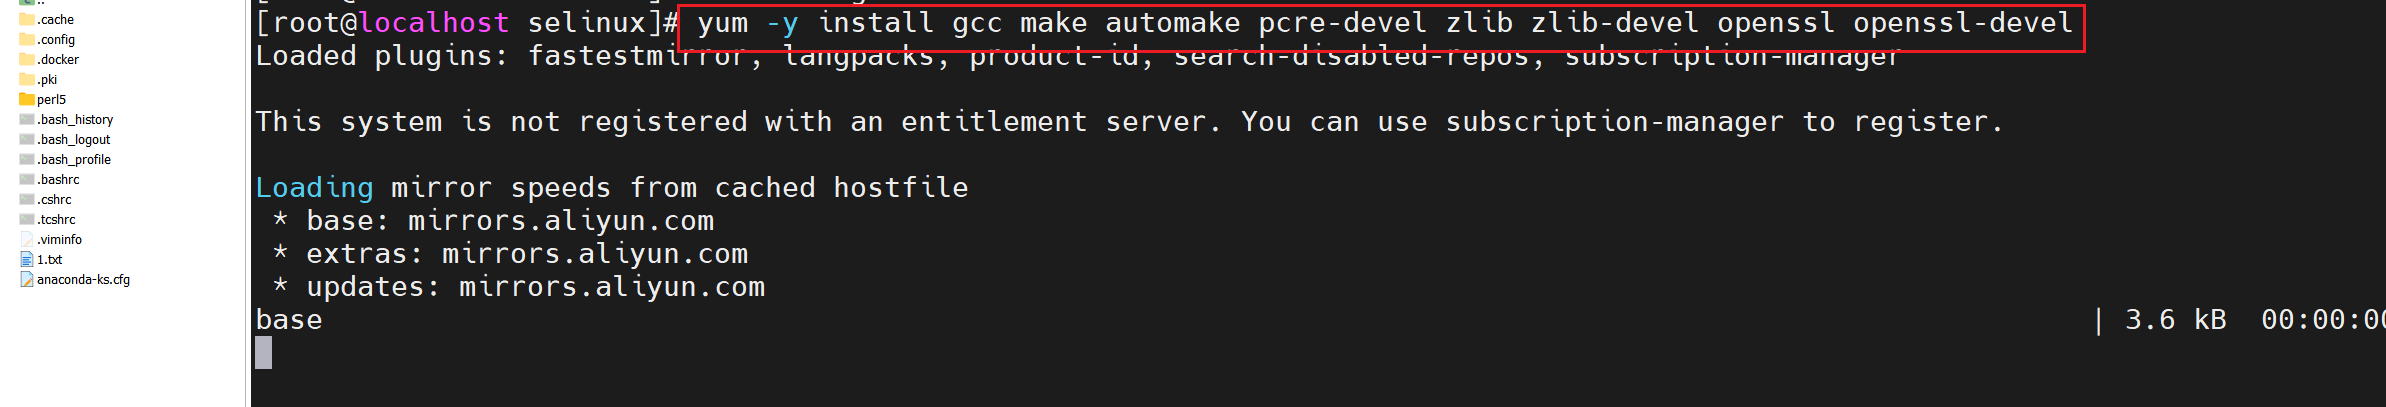 ..
.cache
.config
.docker
.pki
perl5
.bash_history
.bash_logout
.bash_profile
.bashrc
.cshrc
.tcshrc
.viminfo
1.txt
anaconda-ks.cfg
[root@localhost selinux]# yum -y install gcc make automake pcre-devel zlib zlib-devel openssl openssl-devel
Loaded plugins: fastestmirror, langpacks, product-id, search-disabled-repos, subscription-manager
This system is not registered with an entitlement server. You can use subscription-manager to register.
Loading mirror speeds from cached hostfile
* base: mirrors.aliyun.com
* extras: mirrors.aliyun.com
* updates: mirrors.aliyun.com
base | 3.6 kB 00:00:00